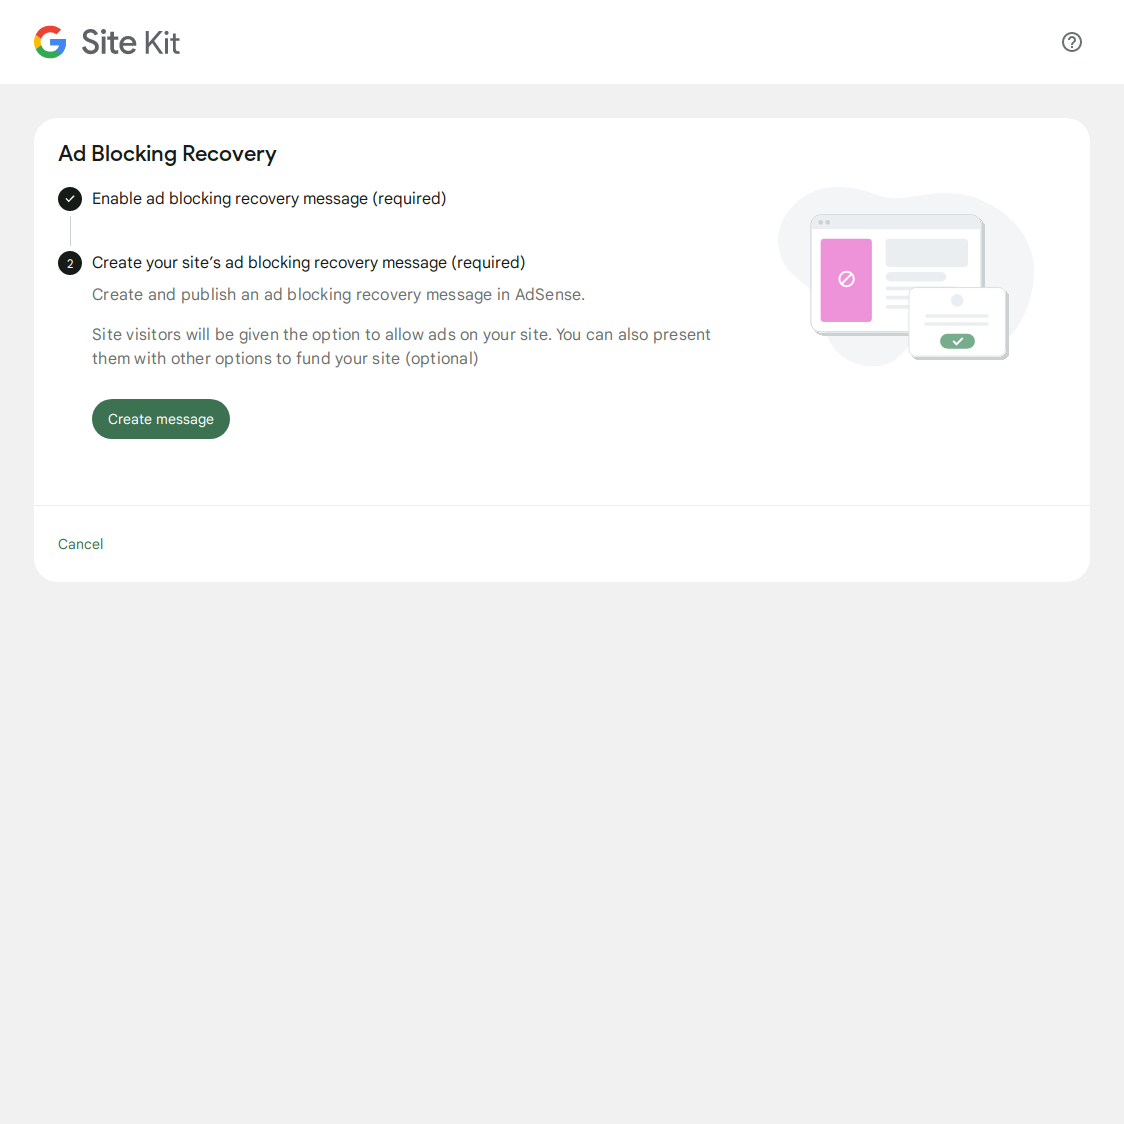 Site Kit
Ad Blocking Recovery
Enable ad blocking recovery message (required)
2
Create your site’s ad blocking recovery message (required)
Create and publish an ad blocking recovery message in AdSense.
Site visitors will be given the option to allow ads on your site. You can also present
them with other options to fund your site (optional)
Create message
Cancel